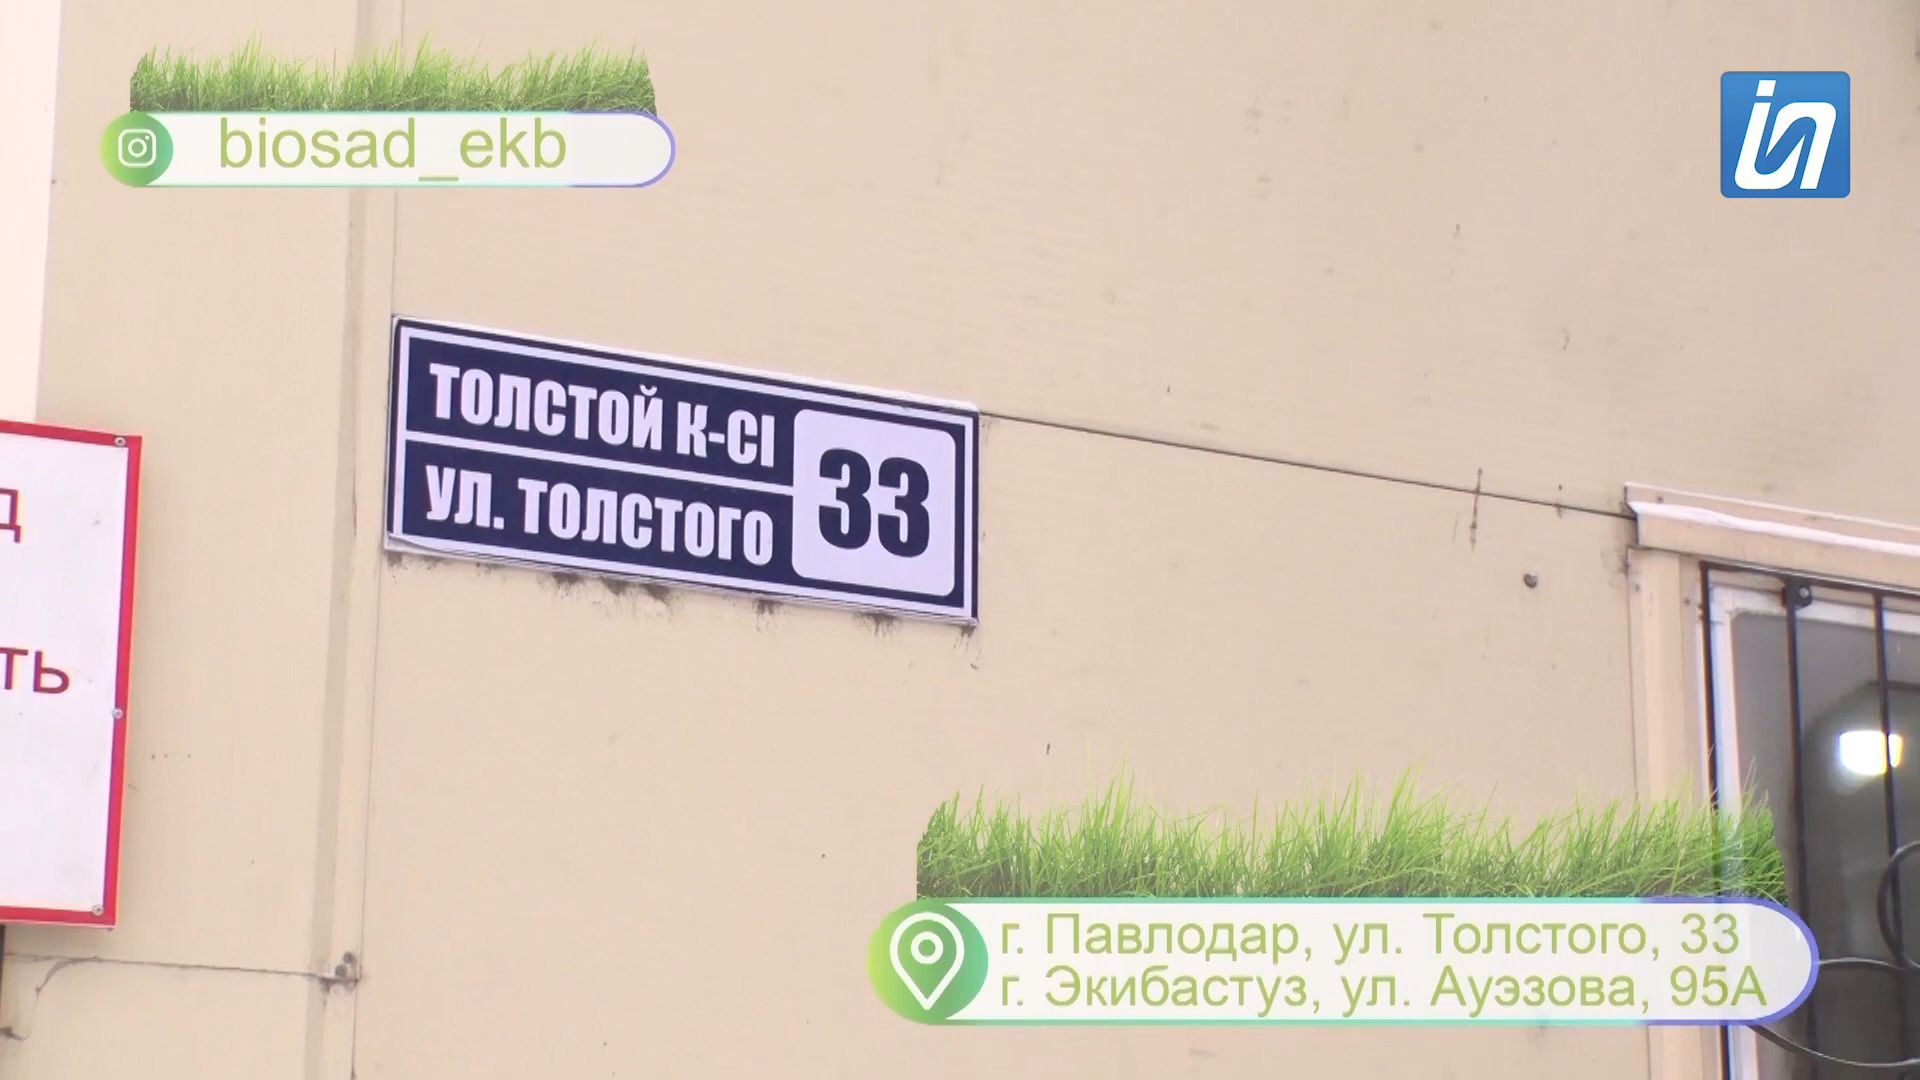 biosad_ekb
ТОЛСТОЙ К-СІ
УЛ. ТОЛСТОГО
33
г. Павлодар, ул. Толстого, 33
г. Экибастуз, ул. Ауэзова, 95А